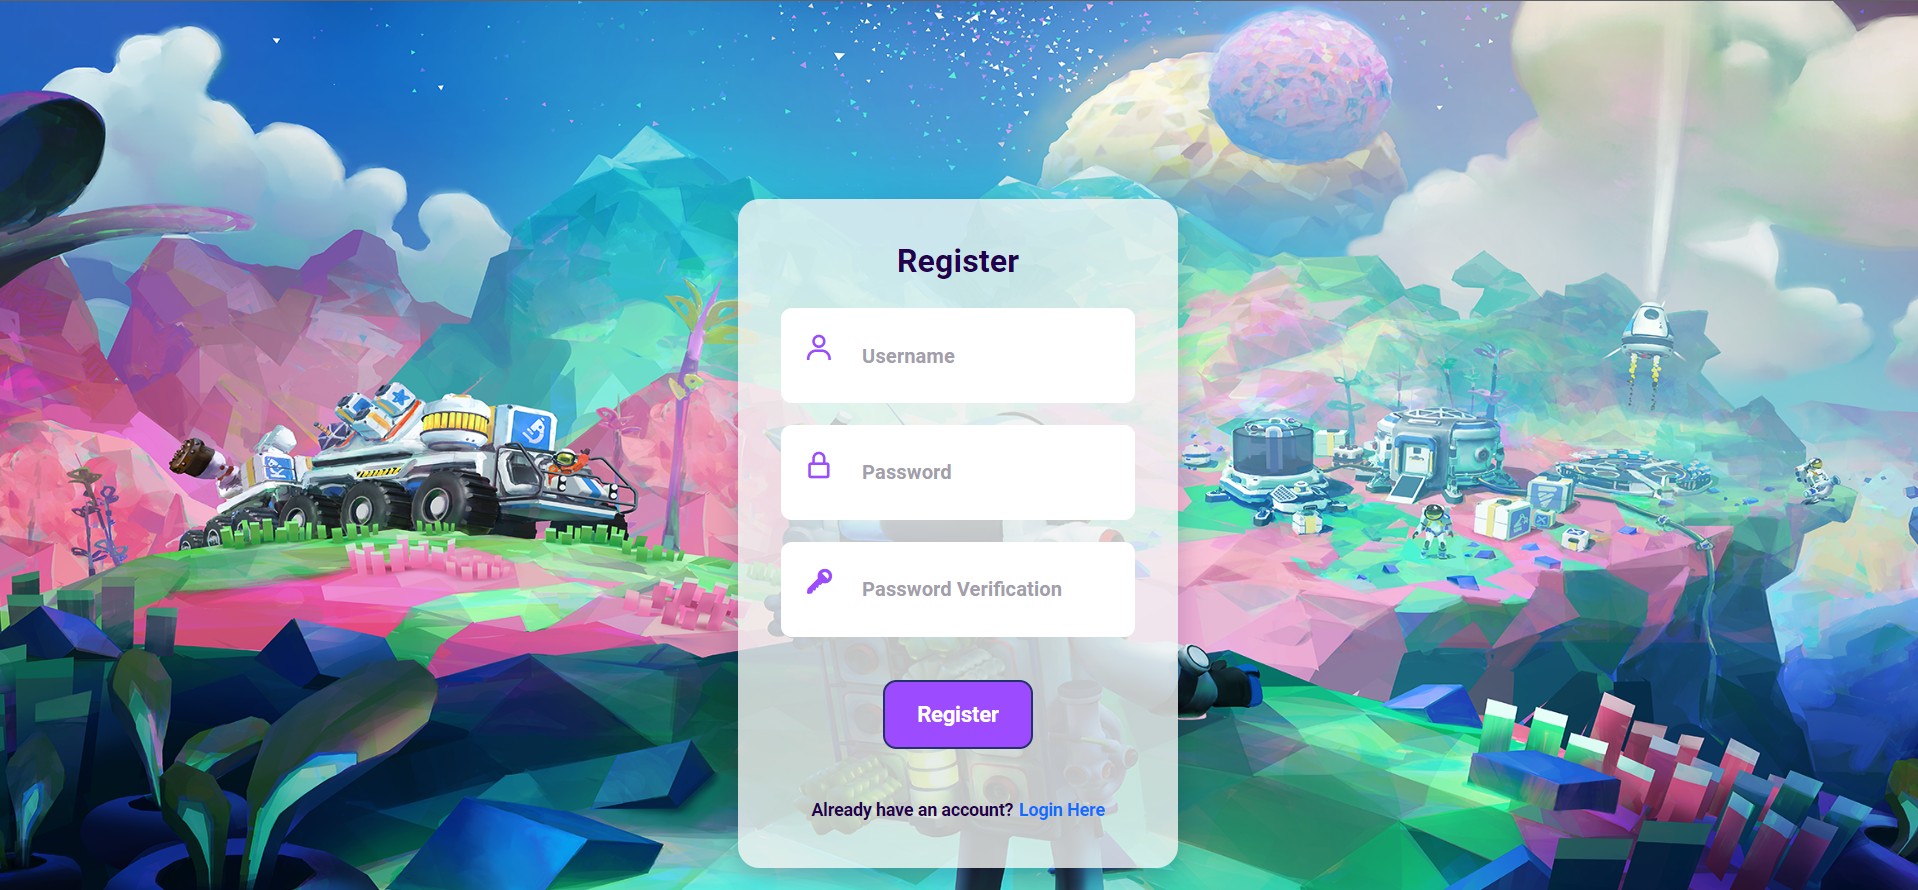 Register
Username
Password
Password Verification
Register
Already have an account? Login Here